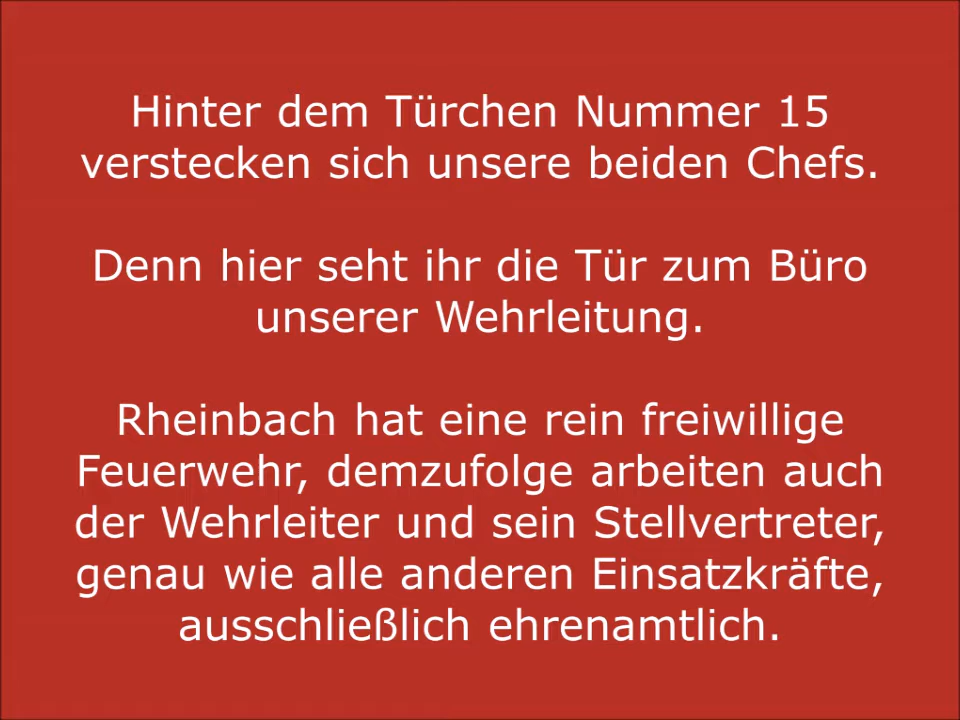 Hinter dem Türchen Nummer 15
verstecken sich unsere beiden Chefs.
Denn hier seht ihr die Tür zum Büro
unserer Wehrleitung.
Rheinbach hat eine rein freiwillige
Feuerwehr, demzufolge arbeiten auch
der Wehrleiter und sein Stellvertreter,
genau wie alle anderen Einsatzkräfte,
ausschließlich ehrenamtlich.